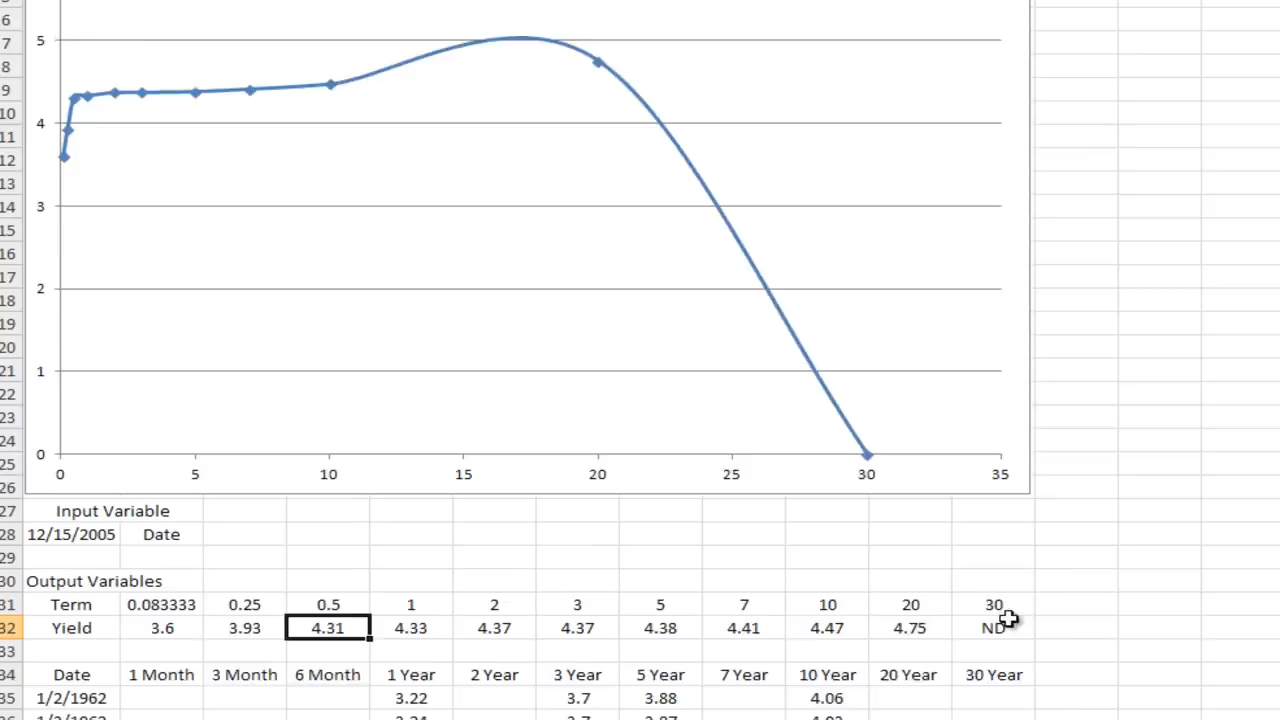 6
7 5
8
9
10
11 4
12
13
14 3
15
16
17
18 2
19
20
21 1
22
23
24
25 0
0 5 10 15 20 25 30 35
26
27 Input Variable
28 12/15/2005 Date
29
30 Output Variables
31 Term 0.083333 0.25 0.5 1 2 3 5 7 10 20 30
32 Yield 3.6 3.93 4.31 4.33 4.37 4.37 4.38 4.41 4.47 4.75 ND
33
34 Date 1 Month 3 Month 6 Month 1 Year 2 Year 3 Year 5 Year 7 Year 10 Year 20 Year 30 Year
35 1/2/1962 3.22 3.7 3.88 4.06